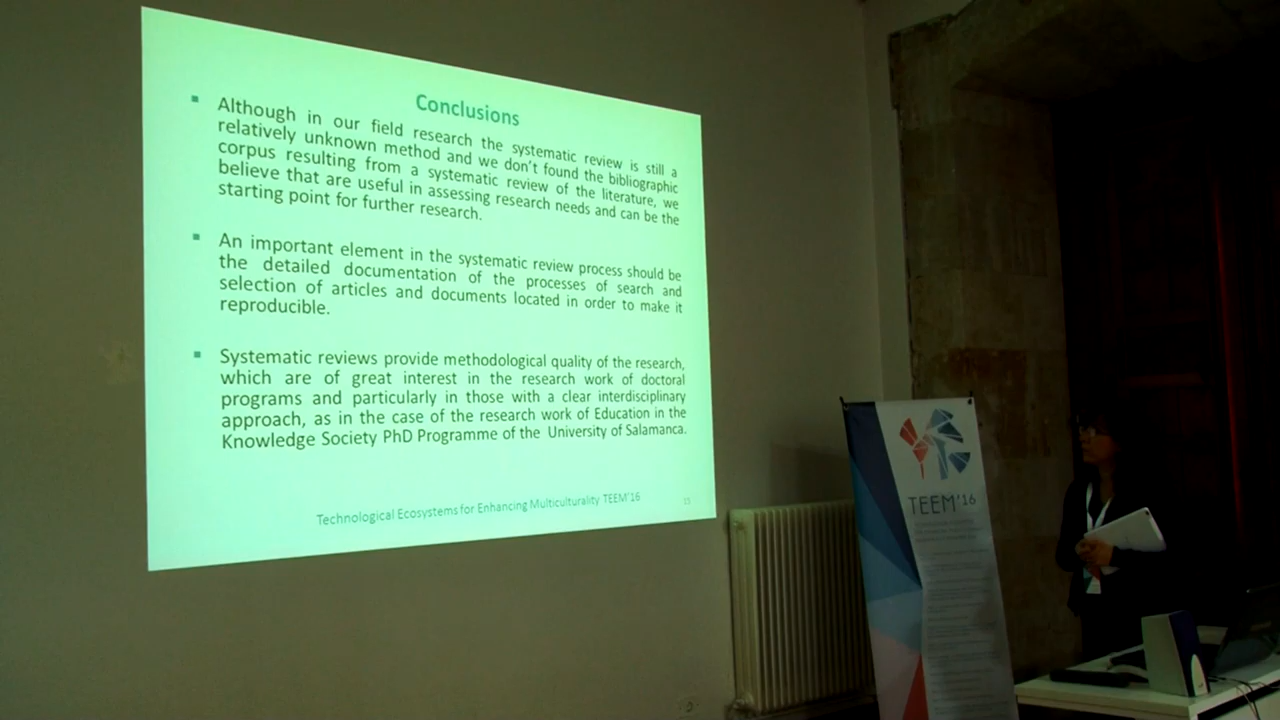 Conclusions
Although in our field research the systematic review is still a
relatively unknown method and we don't found the bibliographic
corpus resulting from a systematic review of the literature, we
believe that are useful in assessing research needs and can be the
starting point for further research.
An important element in the systematic review process should be
the detailed documentation of the processes of search and
selection of articles and documents located in order to make it
reproducible.
Systematic reviews provide methodological quality of the research,
which are of great interest in the research work of doctoral
programs and particularly in those with a clear interdisciplinary
approach, as in the case of the research work of Education in the
Knowledge Society PhD Programme of the University of Salamanca.
Technological Ecosystems for Enhancing Multiculturality TEEM'16
15
TEEM'16